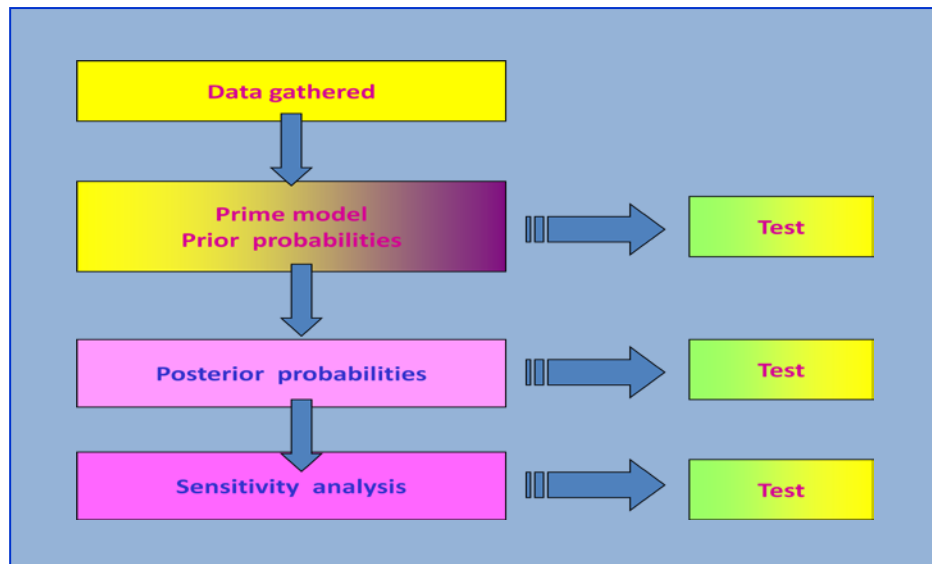 Data gathered
Prime model
Prior probabilities
Test
Posterior probabilities
Test
Sensitivity analysis
Test